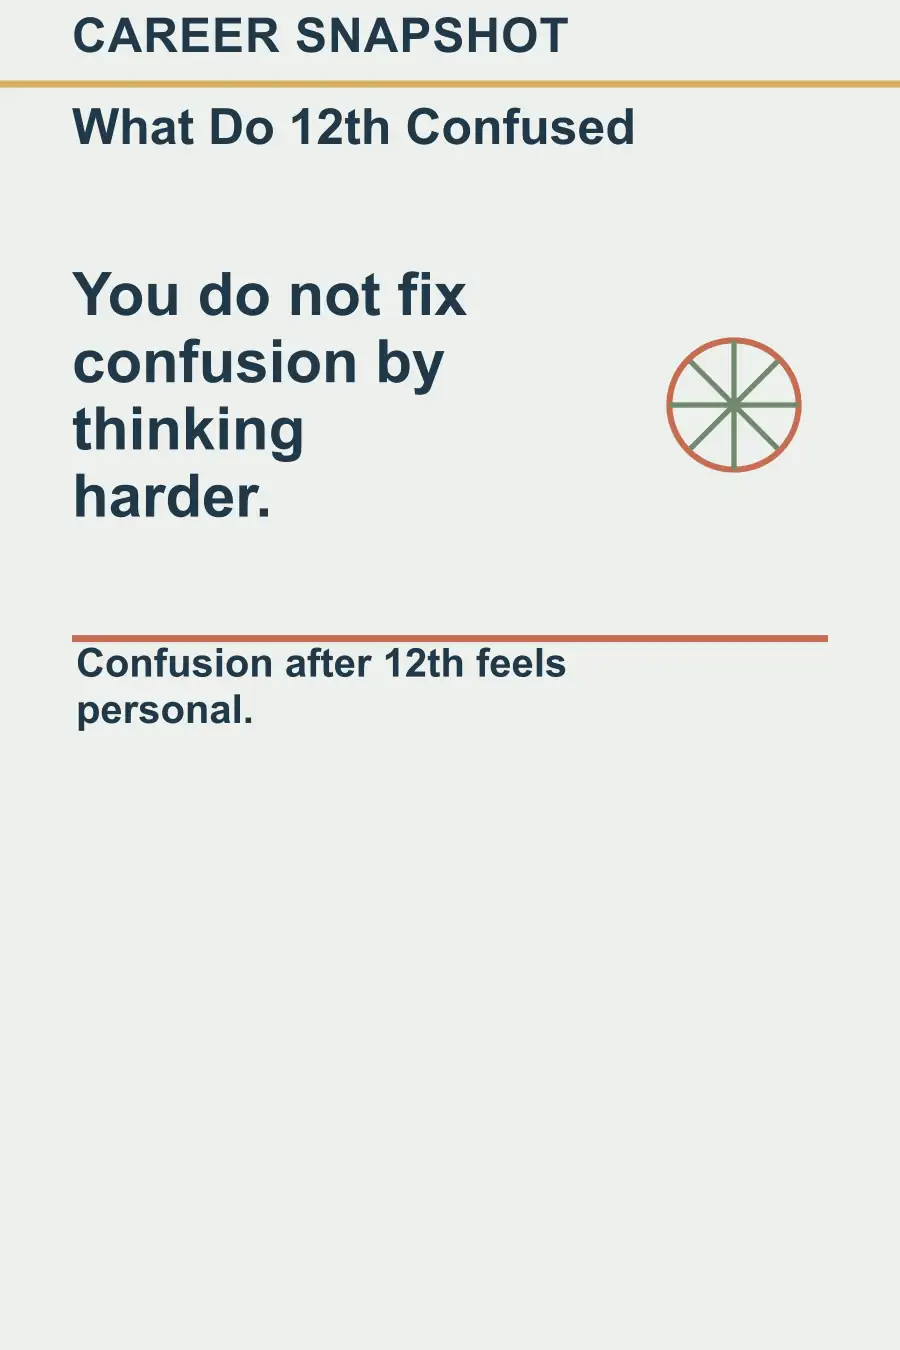 CAREER SNAPSHOT
What Do 12th Confused
You do not fix
confusion by
thinking
harder.
Confusion after 12th feels
personal.